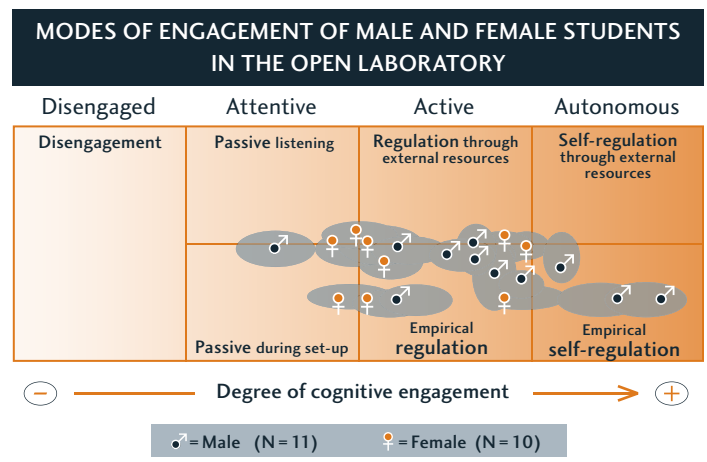 MODES OF ENGAGEMENT OF MALE AND FEMALE STUDENTS
IN THE OPEN LABORATORY
Disengaged
Attentive
Active
Autonomous
Disengagement
Passive listening
Regulation through
external resources
Self-regulation
through external
resources
Passive during set-up
Empirical
regulation
Empirical
self-regulation
Degree of cognitive engagement
= Male (N = 11)
= Female (N = 10)